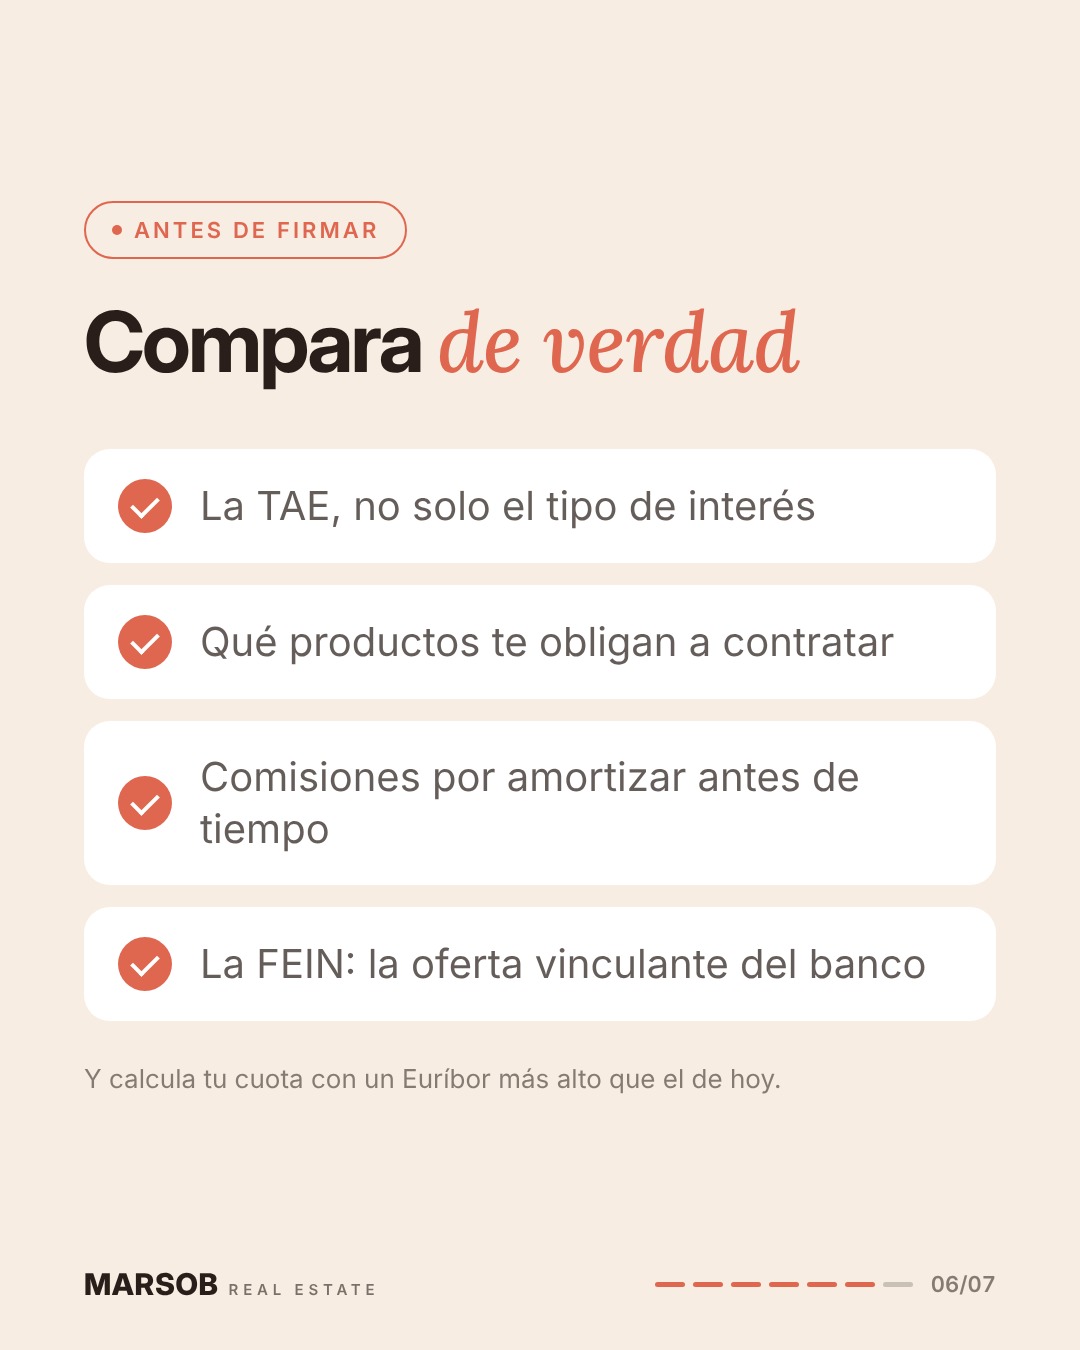 ANTES DE FIRMAR
Compara de verdad
La TAE, no solo el tipo de interés
Qué productos te obligan a contratar
Comisiones por amortizar antes de
tiempo
La FEIN: la oferta vinculante del banco
Y calcula tu cuota con un Euríbor más alto que el de hoy.
MARSOB REAL ESTATE
06/07